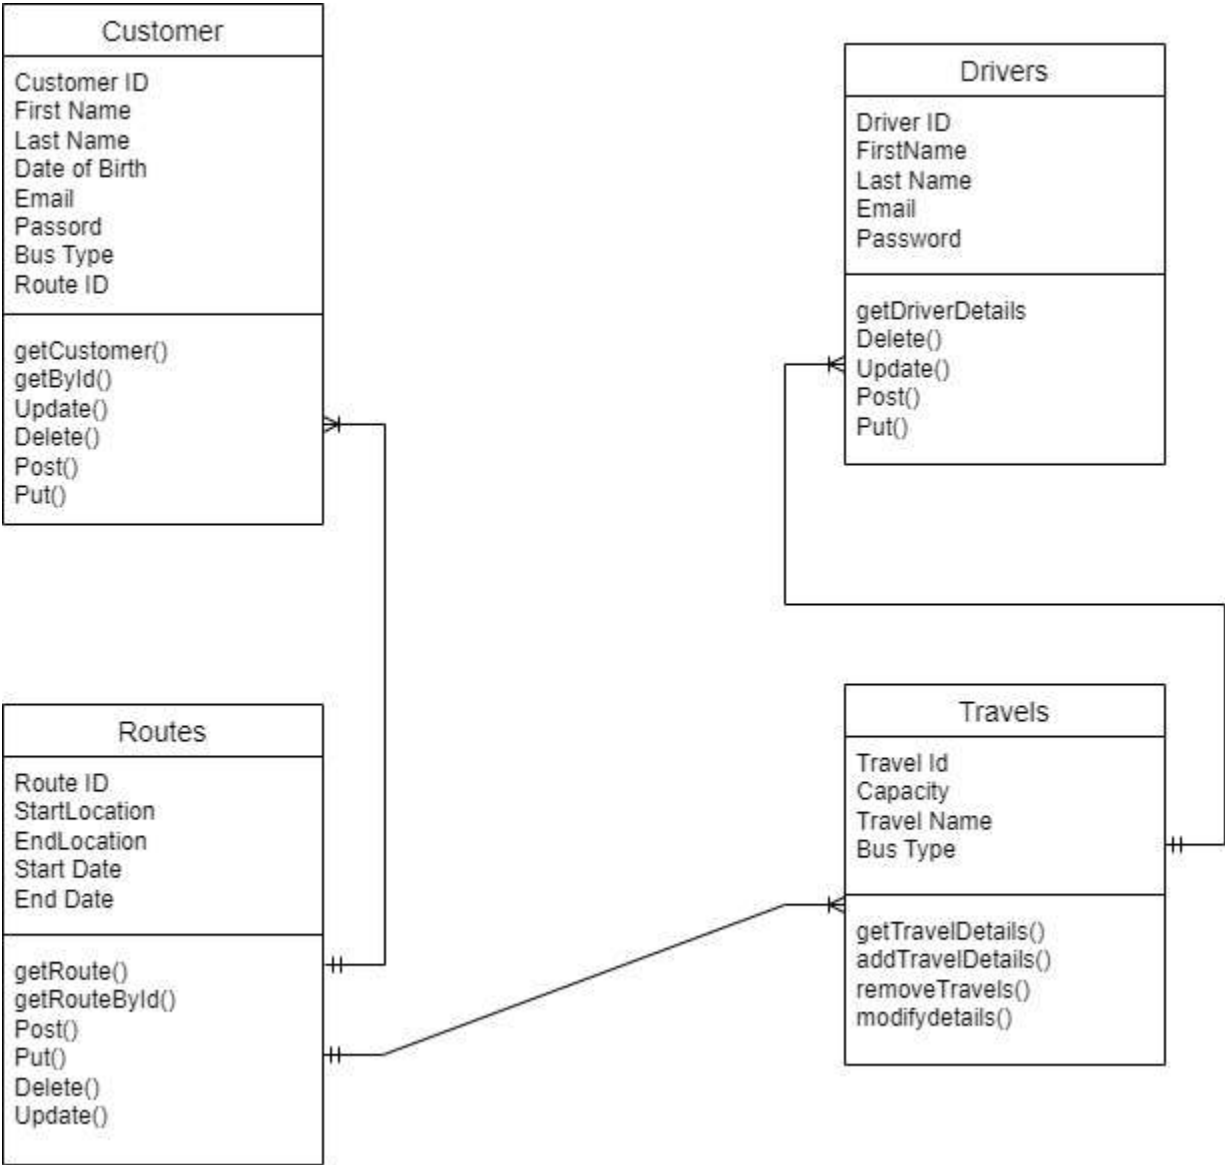 Customer
Customer ID
First Name
Last Name
Date of Birth
Email
Passord
Bus Type
Route ID
getCustomer()
getById()
Update()
Delete()
Post()
Put()
Drivers
Driver ID
FirstName
Last Name
Email
Password
getDriverDetails
Delete()
Update()
Post()
Put()
Routes
Route ID
StartLocation
EndLocation
Start Date
End Date
getRoute()
getRouteById()
Post()
Put()
Delete()
Update()
Travels
Travel Id
Capacity
Travel Name
Bus Type
getTravelDetails()
addTravelDetails()
removeTravels()
modifydetails()